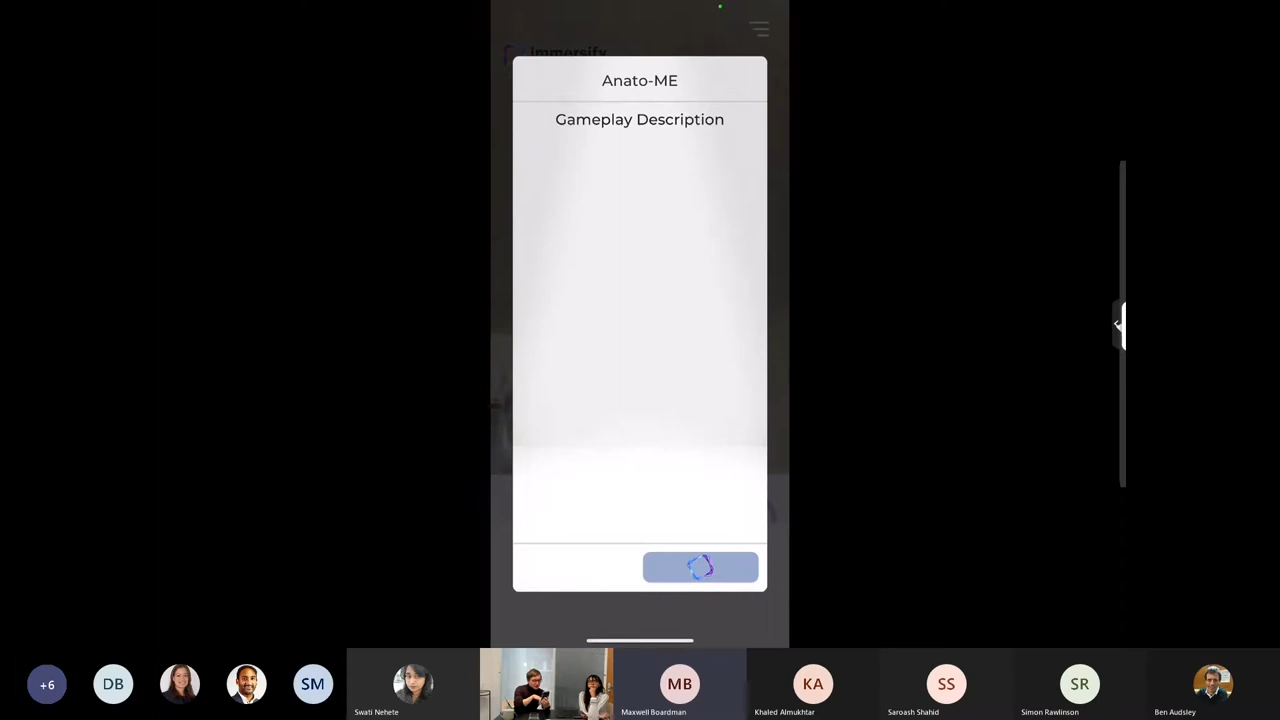 Immersify
Anato-ME
Gameplay Description
+6
DB
SM
MB
KA
SS
SR
Swati Nehete
Maxwell Boardman
Khaled Almukhtar
Saroash Shahid
Simon Rawlinson
Ben Audsley